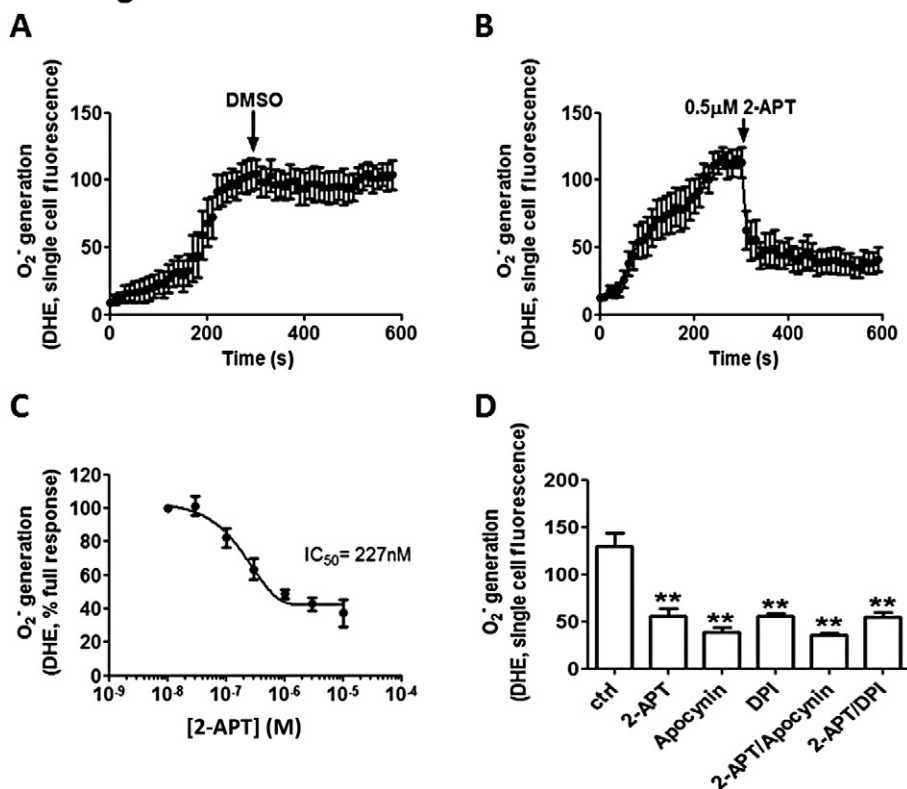 A
DMSO
150
100
50
0
0 200 400 600
Time (s)
O₂⁻ generation
(DHE, single cell fluorescence)
B
0.5μM 2-APT
150
100
50
0
0 200 400 600
Time (s)
O₂⁻ generation
(DHE, single cell fluorescence)
C
120
100
80
60
40
20
0
IC₅₀= 227nM
10⁻⁹ 10⁻⁸ 10⁻⁷ 10⁻⁶ 10⁻⁵ 10⁻⁴
[2-APT] (M)
O₂⁻ generation
(DHE, % full response)
D
200
150
100
50
0
** ** ** ** **
ctrl
2-APT
Apocynin
DPI
2-APT/Apocynin
2-APT/DPI
O₂⁻ generation
(DHE, single cell fluorescence)